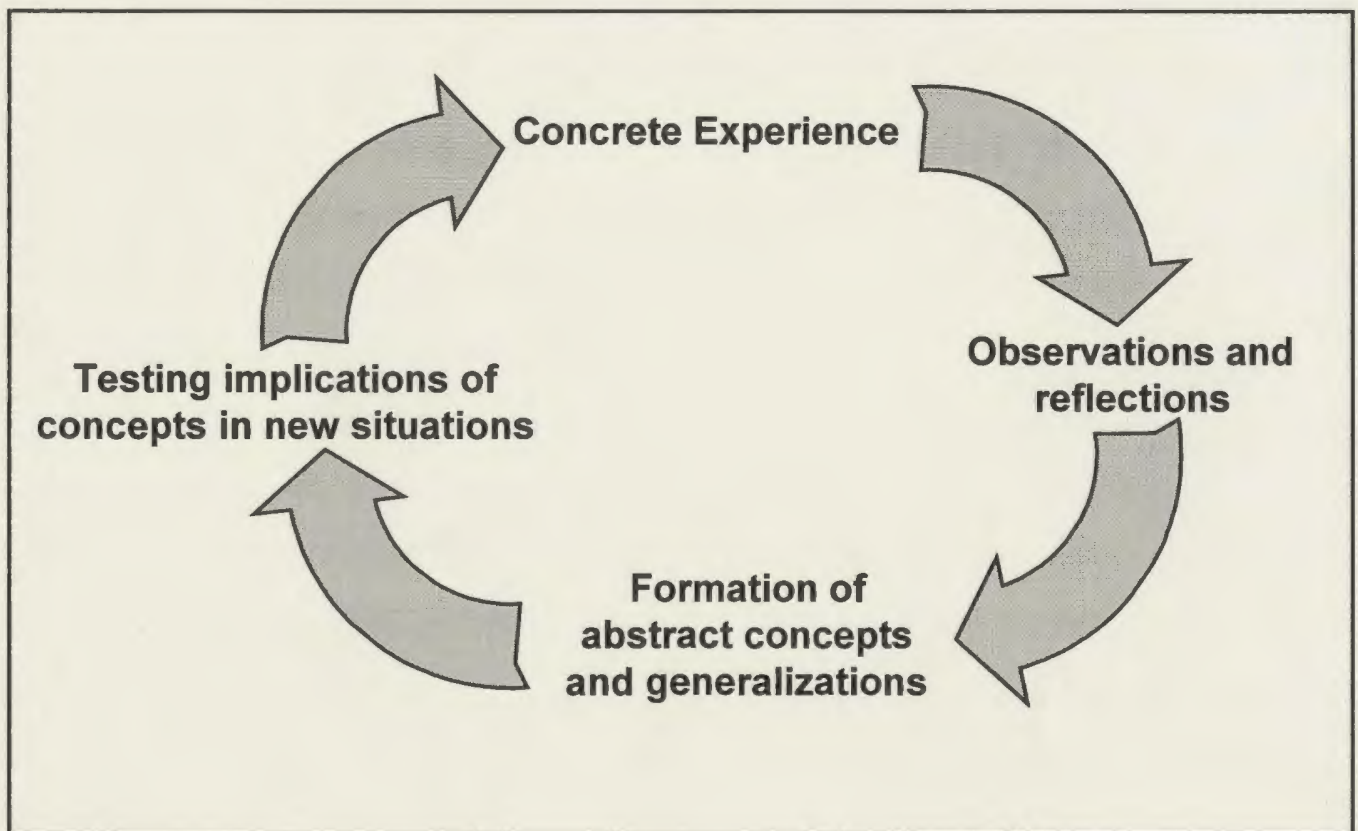 Concrete Experience
Observations and
reflections
Formation of
abstract concepts
and generalizations
Testing implications of
concepts in new situations